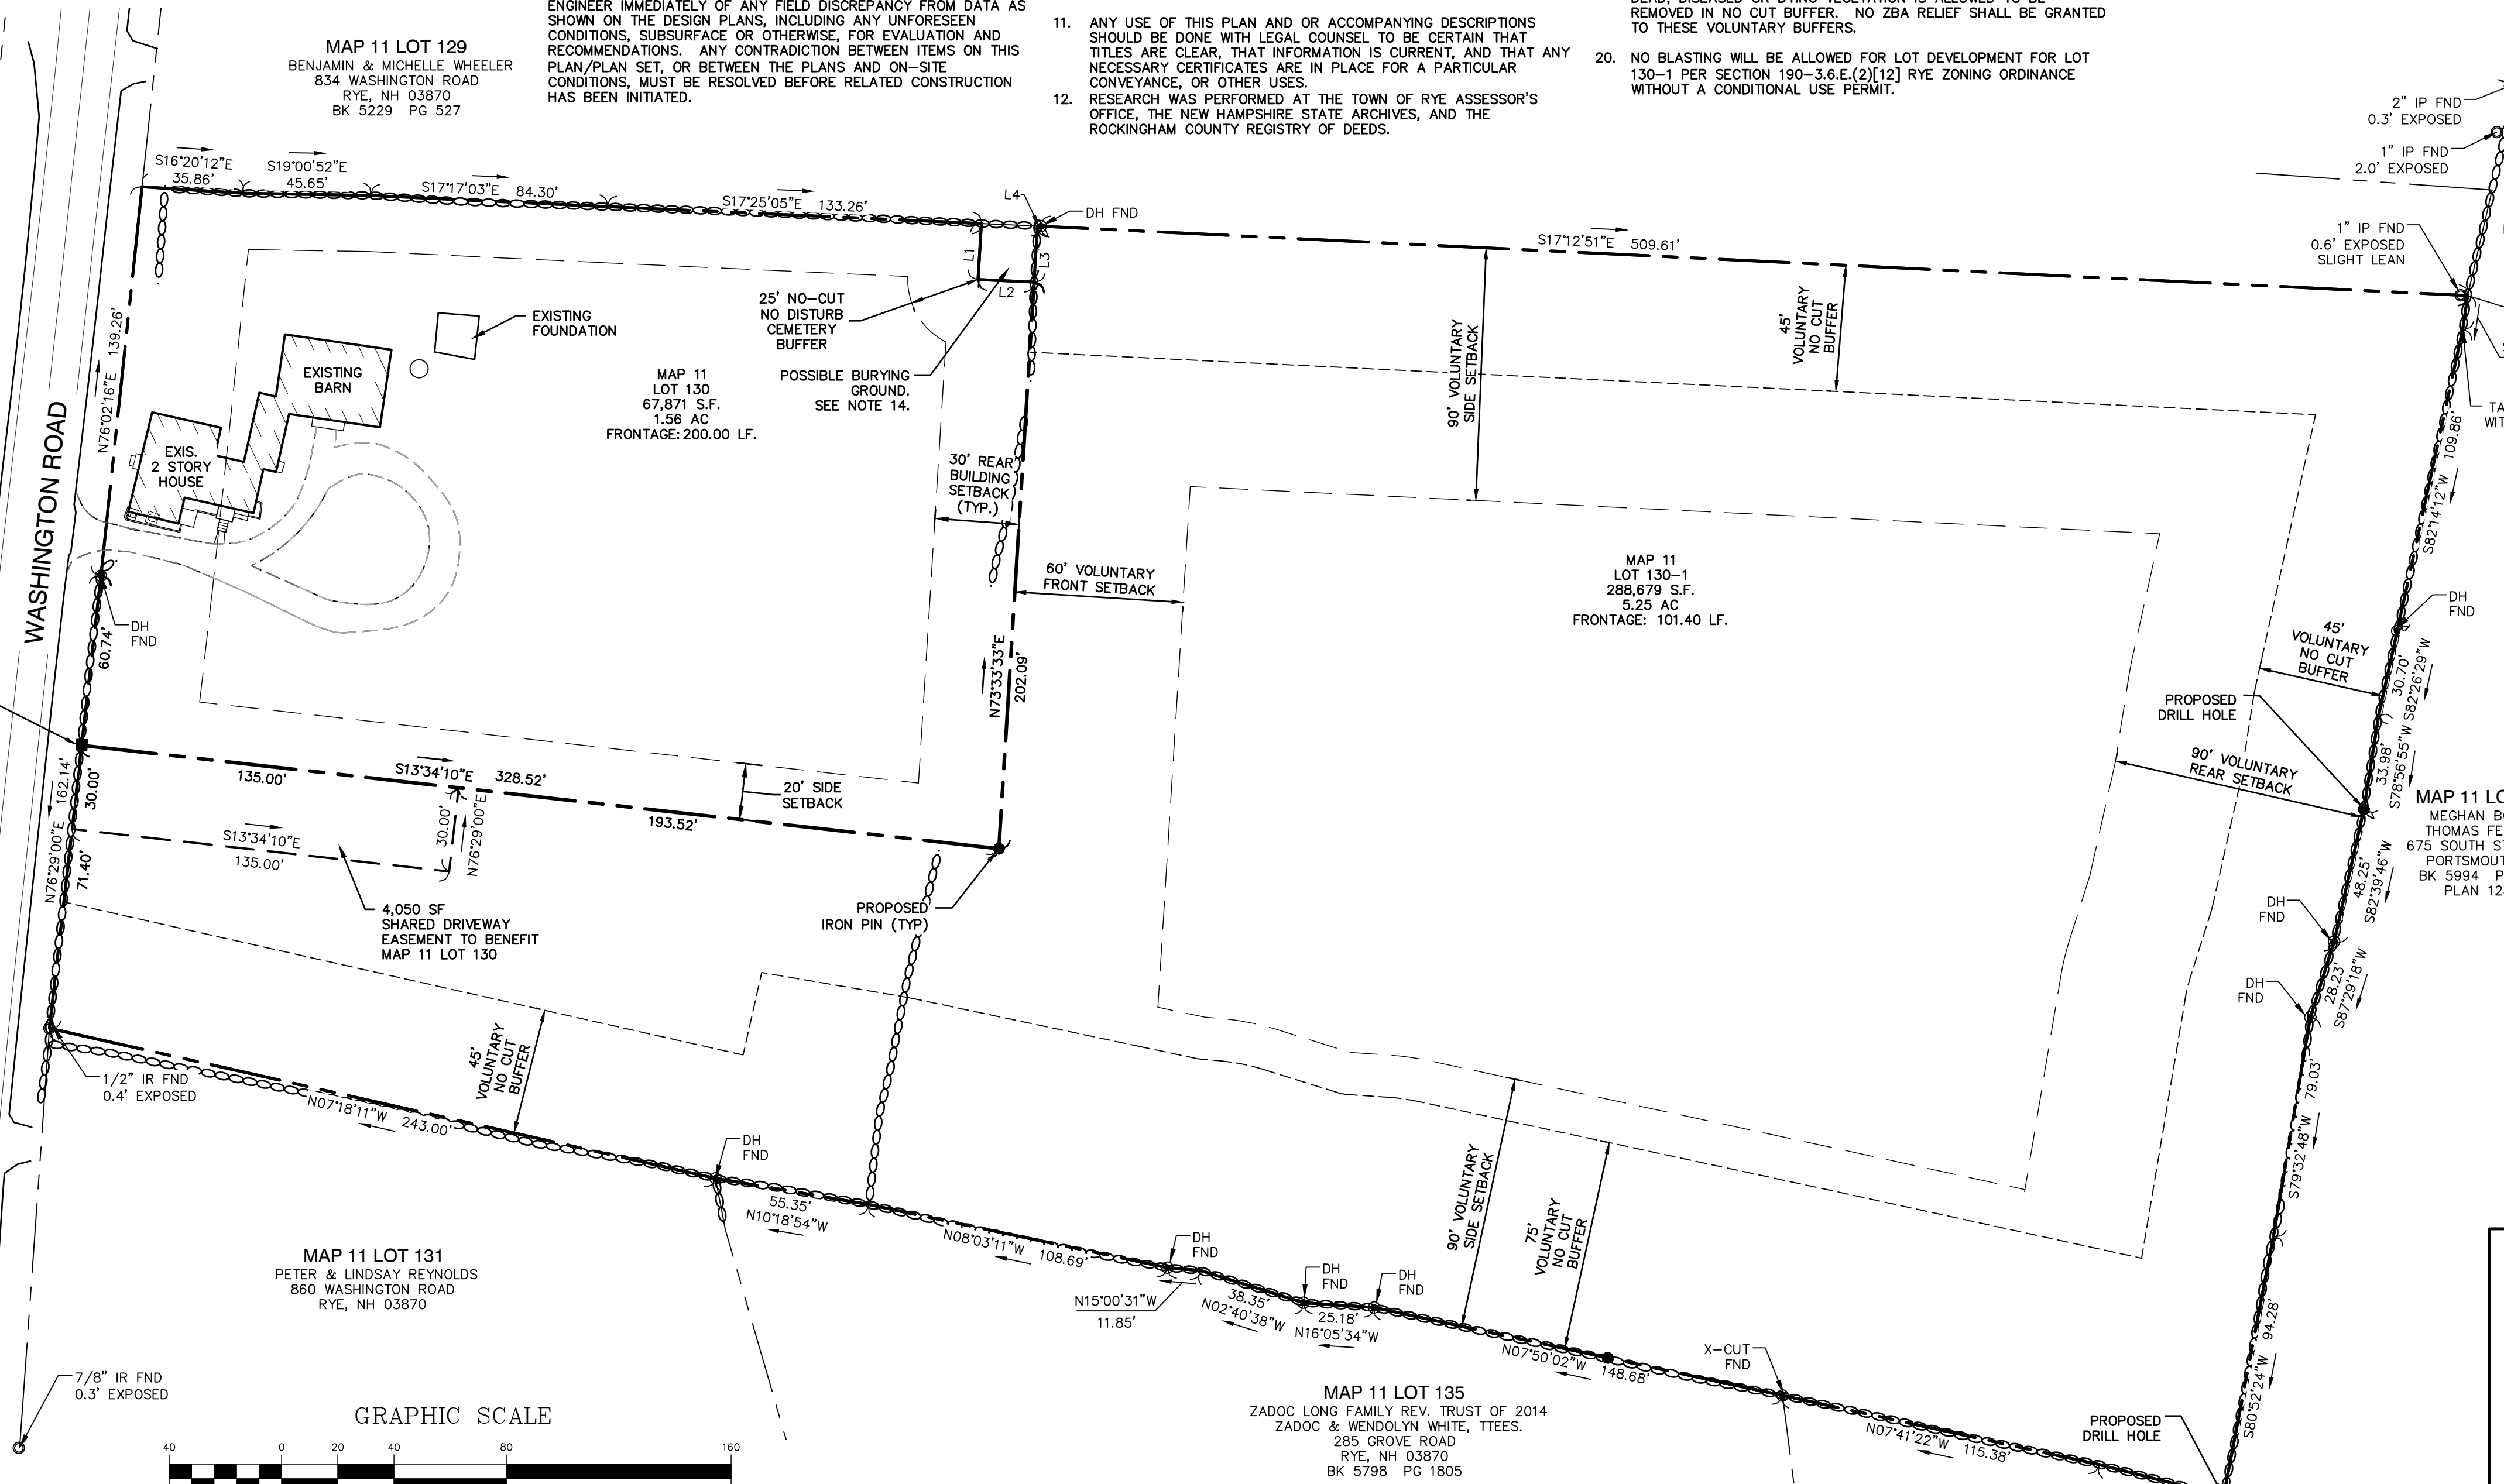 ENGINEER IMMEDIATELY OF ANY FIELD DISCREPANCY FROM DATA AS
SHOWN ON THE DESIGN PLANS, INCLUDING ANY UNFORESEEN
CONDITIONS, SUBSURFACE OR OTHERWISE, FOR EVALUATION AND
RECOMMENDATIONS. ANY CONTRADICTION BETWEEN ITEMS ON THIS
PLAN/PLAN SET, OR BETWEEN THE PLANS AND ON-SITE
CONDITIONS, MUST BE RESOLVED BEFORE RELATED CONSTRUCTION
HAS BEEN INITIATED.
11. ANY USE OF THIS PLAN AND OR ACCOMPANYING DESCRIPTIONS
SHOULD BE DONE WITH LEGAL COUNSEL TO BE CERTAIN THAT
TITLES ARE CLEAR, THAT INFORMATION IS CURRENT, AND THAT ANY
NECESSARY CERTIFICATES ARE IN PLACE FOR A PARTICULAR
CONVEYANCE, OR OTHER USES.
12. RESEARCH WAS PERFORMED AT THE TOWN OF RYE ASSESSOR'S
OFFICE, THE NEW HAMPSHIRE STATE ARCHIVES, AND THE
ROCKINGHAM COUNTY REGISTRY OF DEEDS.
DEAD, DISEASED OR DYING VEGETATION IS ALLOWED TO BE
REMOVED IN NO CUT BUFFER. NO ZBA RELIEF SHALL BE GRANTED
TO THESE VOLUNTARY BUFFERS.
20. NO BLASTING WILL BE ALLOWED FOR LOT DEVELOPMENT FOR LOT
130-1 PER SECTION 190-3.6.E.(2)[12] RYE ZONING ORDINANCE
WITHOUT A CONDITIONAL USE PERMIT.
MAP 11 LOT 129
BENJAMIN & MICHELLE WHEELER
834 WASHINGTON ROAD
RYE, NH 03870
BK 5229 PG 527
2" IP FND
0.3' EXPOSED
1" IP FND
2.0' EXPOSED
1" IP FND
0.6' EXPOSED
SLIGHT LEAN
S16°20'12"E
35.86'
S19°00'52"E
45.65'
S17°17'03"E 84.30'
S17°25'05"E 133.26'
L4
DH FND
S17°12'51"E 509.61'
L1
L3
L2
25' NO-CUT
NO DISTURB
CEMETERY
BUFFER
POSSIBLE BURYING
GROUND.
SEE NOTE 14.
EXISTING
FOUNDATION
EXISTING
BARN
EXIS.
2 STORY
HOUSE
MAP 11
LOT 130
67,871 S.F.
1.56 AC
FRONTAGE: 200.00 LF.
N76°02'16"E 139.26'
WASHINGTON ROAD
DH
FND
60.74'
30' REAR
BUILDING
SETBACK
(TYP.)
60' VOLUNTARY
FRONT SETBACK
90' VOLUNTARY
SIDE SETBACK
45'
VOLUNTARY
NO CUT
BUFFER
MAP 11
LOT 130-1
288,679 S.F.
5.25 AC
FRONTAGE: 101.40 LF.
N73°33'33"E
202.09'
TA
WIT
S82°14'12"W 109.86'
DH
FND
45'
VOLUNTARY
NO CUT
BUFFER
30.70'
S82°26'29"W
PROPOSED
DRILL HOLE
33.98'
S78°56'55"W
90' VOLUNTARY
REAR SETBACK
MAP 11 LO
MEGHAN BO
THOMAS FE
675 SOUTH ST
PORTSMOUT
BK 5994 P
PLAN 12
48.25'
S82°39'46"W
DH
FND
28.23'
S87°29'18"W
DH
FND
S79°32'48"W 79.03'
S80°52'24"W 94.28'
162.14'
N76°29'00"E
30.00'
71.40'
135.00'
S13°34'10"E 328.52'
193.52'
20' SIDE
SETBACK
S13°34'10"E
135.00'
30.00'
N76°29'00"E
4,050 SF
SHARED DRIVEWAY
EASEMENT TO BENEFIT
MAP 11 LOT 130
PROPOSED
IRON PIN (TYP)
1/2" IR FND
0.4' EXPOSED
45'
VOLUNTARY
NO CUT
BUFFER
N07°18'11"W 243.00'
DH
FND
55.35'
N10°18'54"W
N08°03'11"W 108.69'
DH
FND
N15°00'31"W
11.85'
38.35'
N02°40'38"W
DH
FND
25.18'
N16°05'34"W
DH
FND
90' VOLUNTARY
SIDE SETBACK
75'
VOLUNTARY
NO CUT
BUFFER
N07°50'02"W 148.68'
X-CUT
FND
N07°41'22"W 115.38'
PROPOSED
DRILL HOLE
MAP 11 LOT 131
PETER & LINDSAY REYNOLDS
860 WASHINGTON ROAD
RYE, NH 03870
MAP 11 LOT 135
ZADOC LONG FAMILY REV. TRUST OF 2014
ZADOC & WENDOLYN WHITE, TTEES.
285 GROVE ROAD
RYE, NH 03870
BK 5798 PG 1805
7/8" IR FND
0.3' EXPOSED
GRAPHIC SCALE
40 0 20 40 80 160